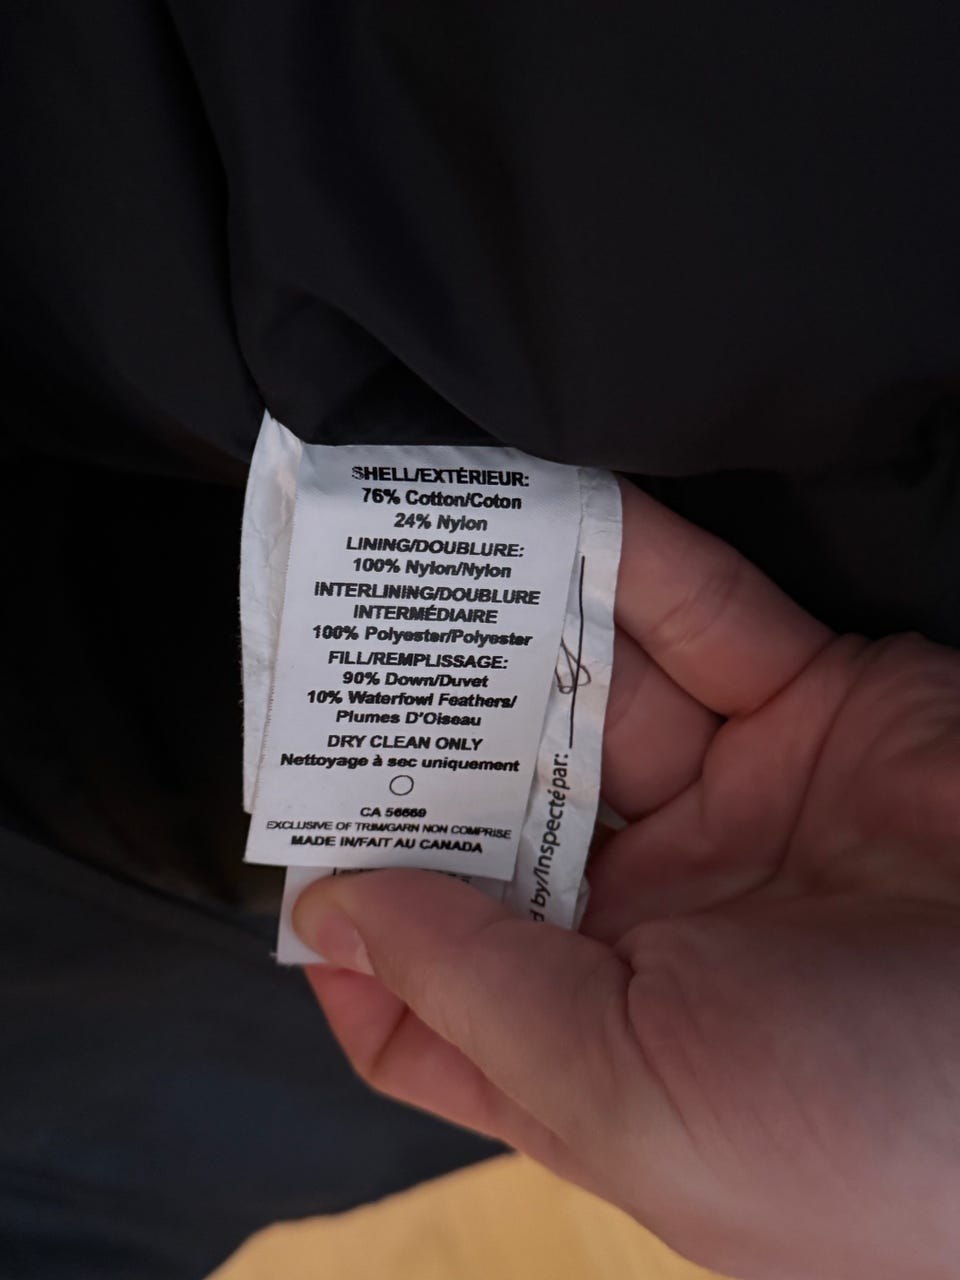 SHELL/EXTÉRIEUR:
76% Cotton/Coton
24% Nylon
LINING/DOUBLURE:
100% Nylon/Nylon
INTERLINING/DOUBLURE
INTERMÉDIAIRE
100% Polyester/Polyester
FILL/REMPLISSAGE:
90% Down/Duvet
10% Waterfowl Feathers/
Plumes D'Oiseau
DRY CLEAN ONLY
Nettoyage à sec uniquement
CA 56669
EXCLUSIVE OF TRIM/GARN NON COMPRISE
MADE IN/FAIT AU CANADA
d by/Inspecté par: